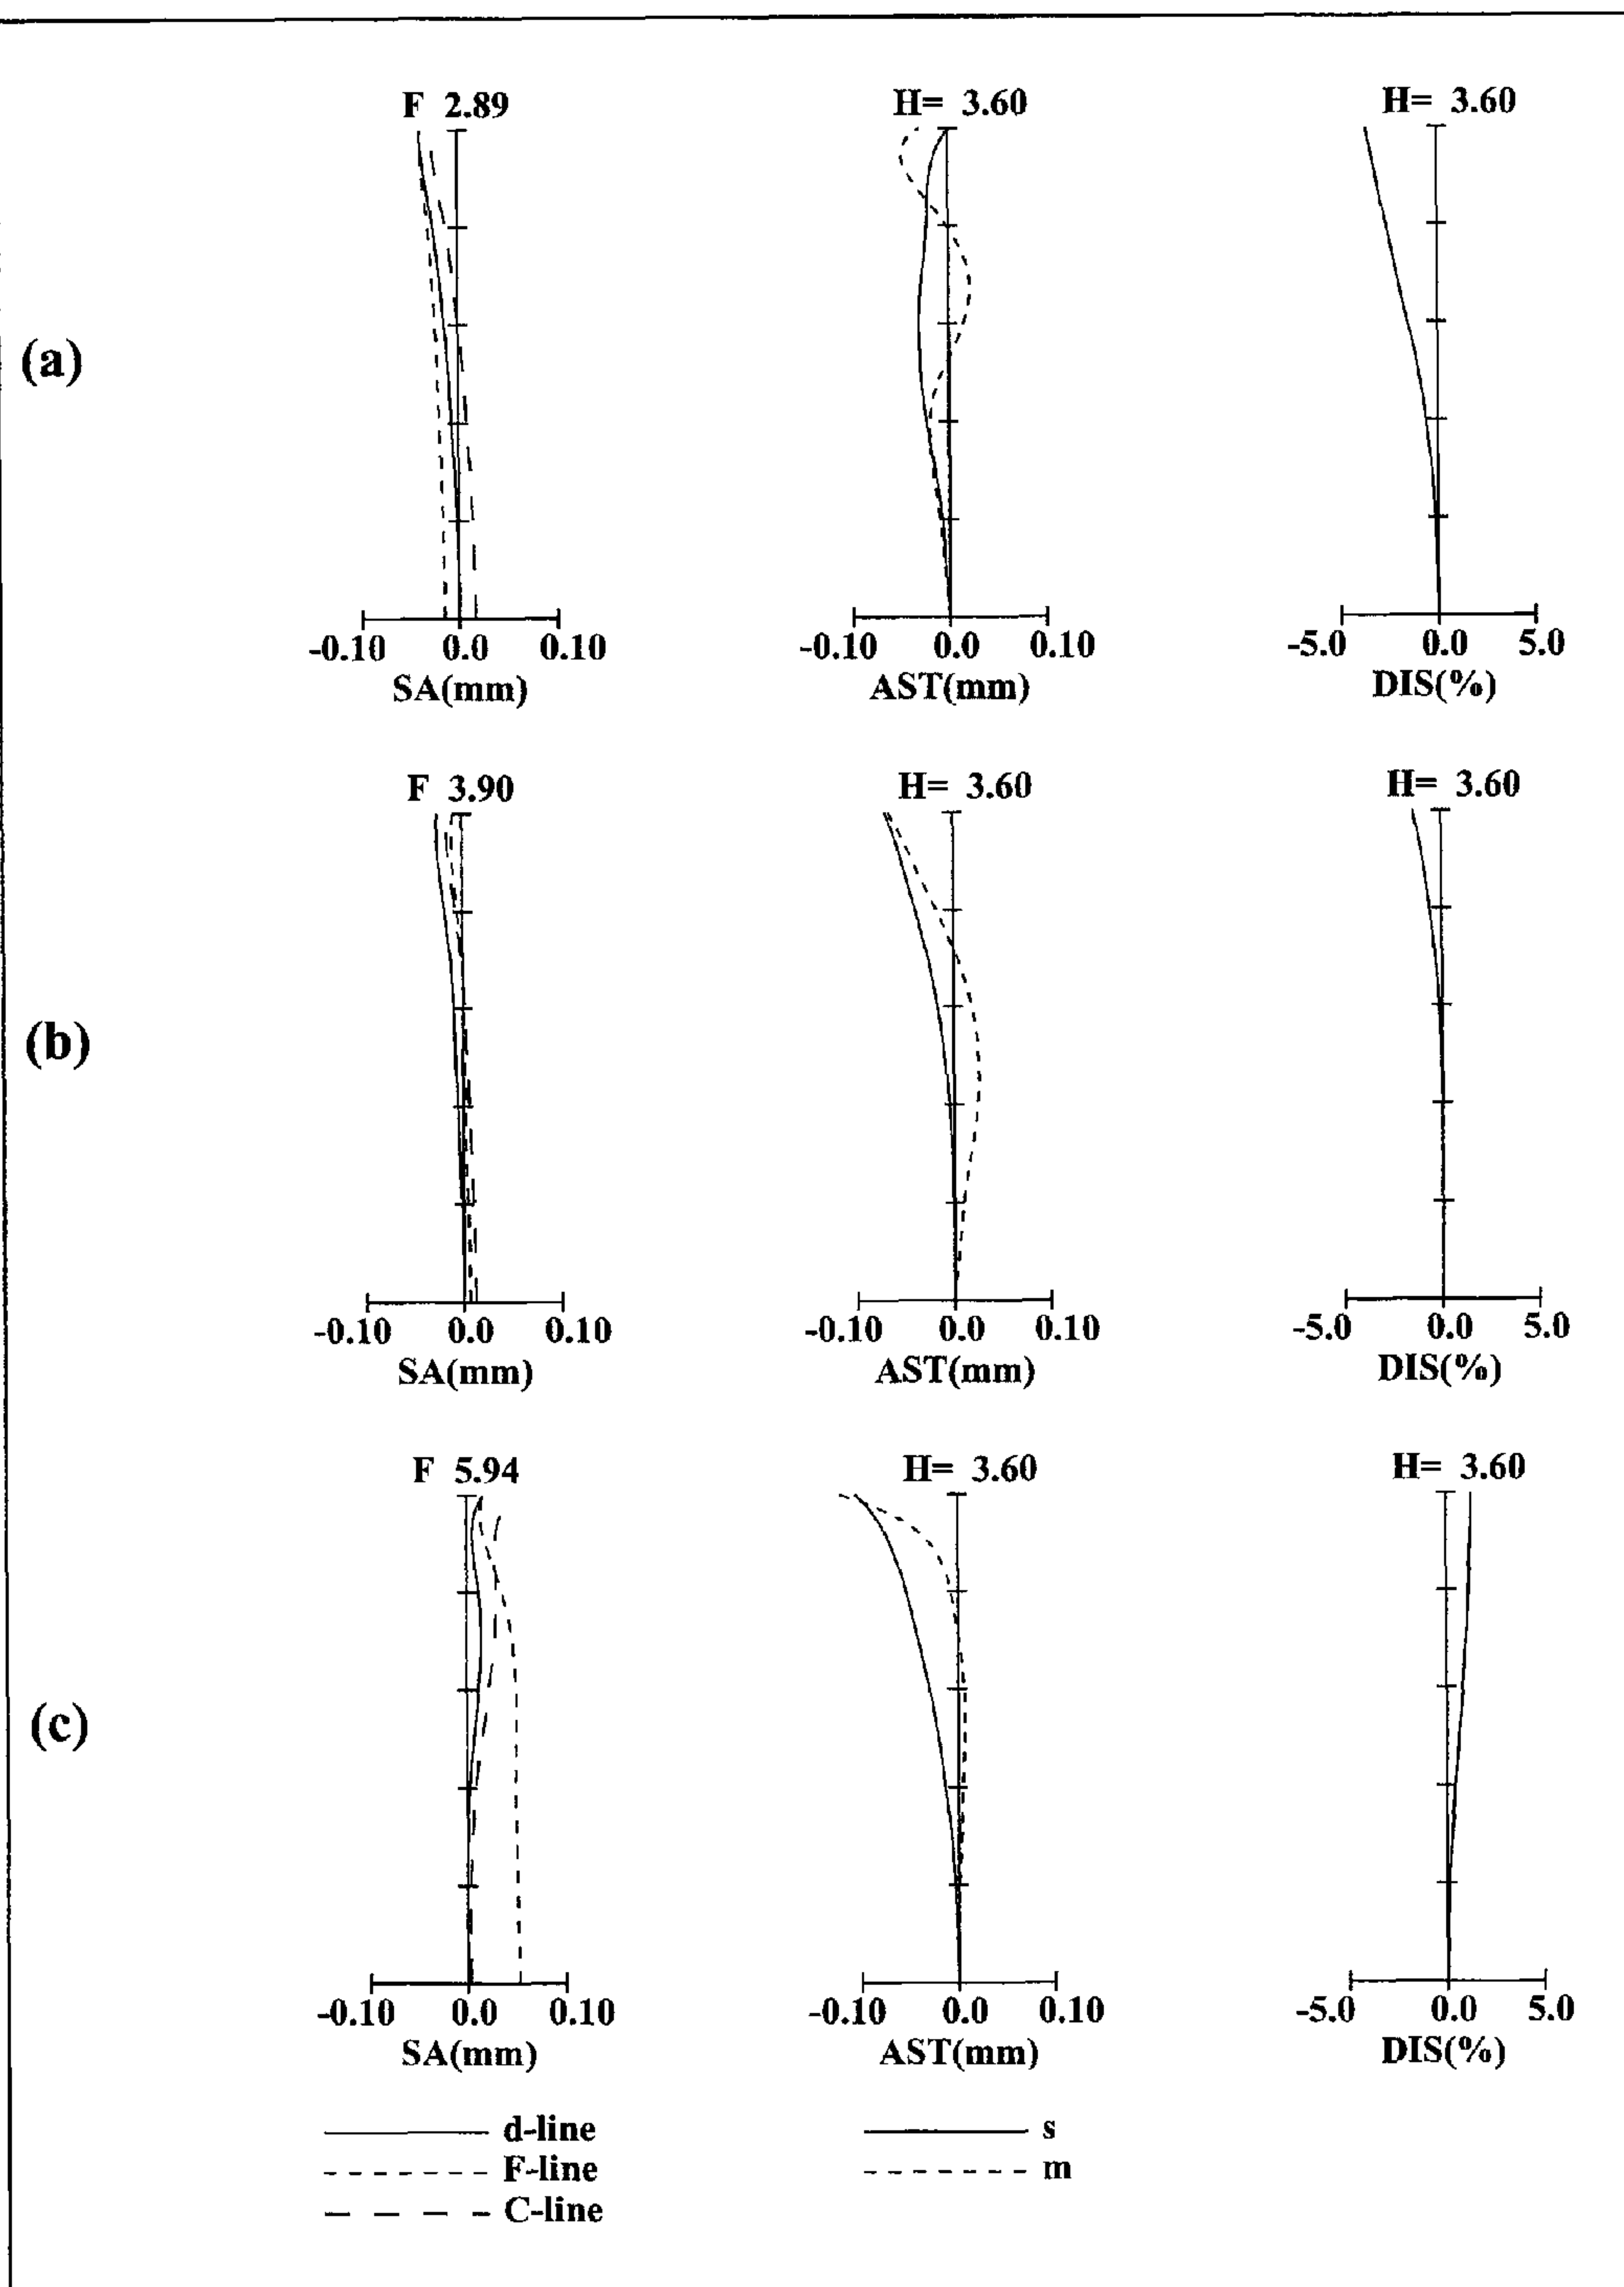 F 2.89 H= 3.60 H= 3.60
(a)
-0.10 0.0 0.10 -0.10 0.0 0.10 -5.0 0.0 5.0
SA(mm) AST(mm) DIS(%)
F 3.90 H= 3.60 H= 3.60
(b)
-0.10 0.0 0.10 -0.10 0.0 0.10 -5.0 0.0 5.0
SA(mm) AST(mm) DIS(%)
F 5.94 H= 3.60 H= 3.60
(c)
-0.10 0.0 0.10 -0.10 0.0 0.10 -5.0 0.0 5.0
SA(mm) AST(mm) DIS(%)
d-line s
F-line m
C-line